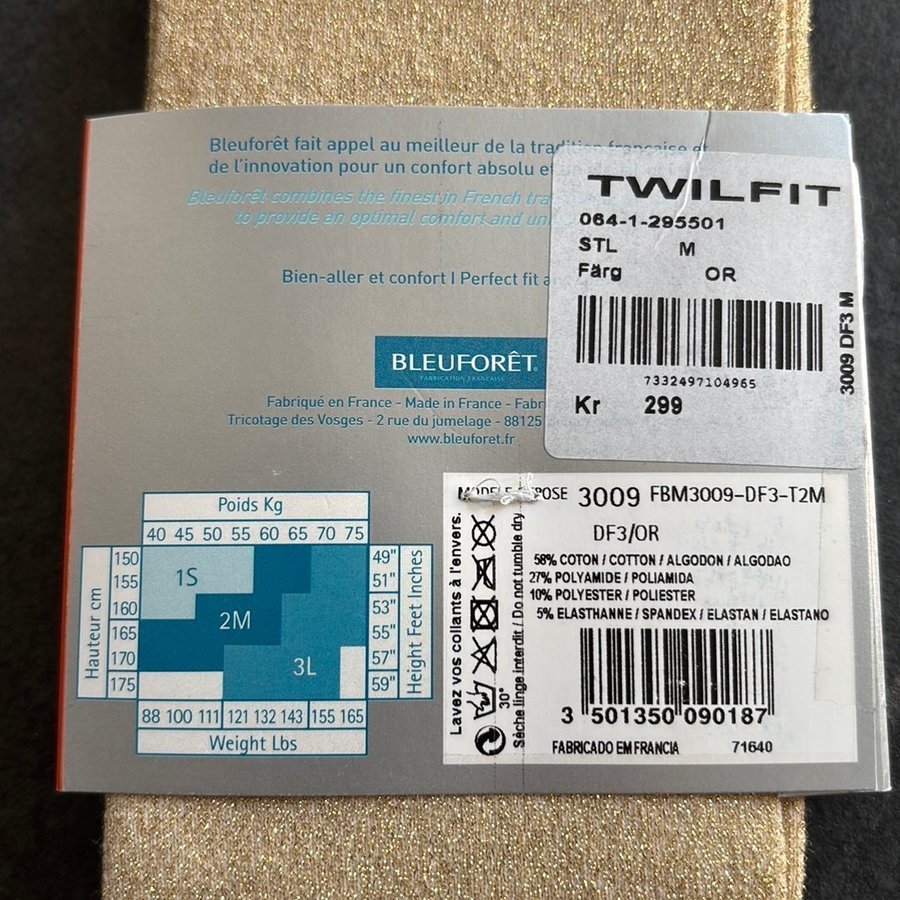 Bleuforêt fait appel au meilleur de la tradition française et
de l'innovation pour un confort absolu et un
Bleuforêt combines the finest in French
to provide an optimal comfort and
Bien-aller et confort I Perfect fit
BLEUFORÊT
FABRICATION FRANCAISE
Fabriqué en France - Made in France -
Tricotage des Vosges - 2 rue du jumelage - 88125
www.bleuforet.fr
TWILFIT
064-1-295501
STL M
Färg OR
7332497104965
Kr 299
3009 DF3 M
Poids Kg
40 45 50 55 60 65 70 75
Hauteur cm
150
155
160
165
170
175
1S
2M
3L
49"
51"
53"
55"
57"
59"
Height Feet Inches
88 100 111 121 132 143 155 165
Weight Lbs
3009 FBM3009-DF3-T2M
DF3/OR
58% COTON / COTTON / ALGODON / ALGODAO
27% POLYAMIDE / POLIAMIDA
10% POLYESTER / POLIESTER
5% ELASTHANNE / SPANDEX / ELASTAN / ELASTANO
3 501350 090187
FABRICADO EM FRANCIA 71640
Lavez vos collants à l'envers.
30°
Sèche linge interdit / Do not tumble dry